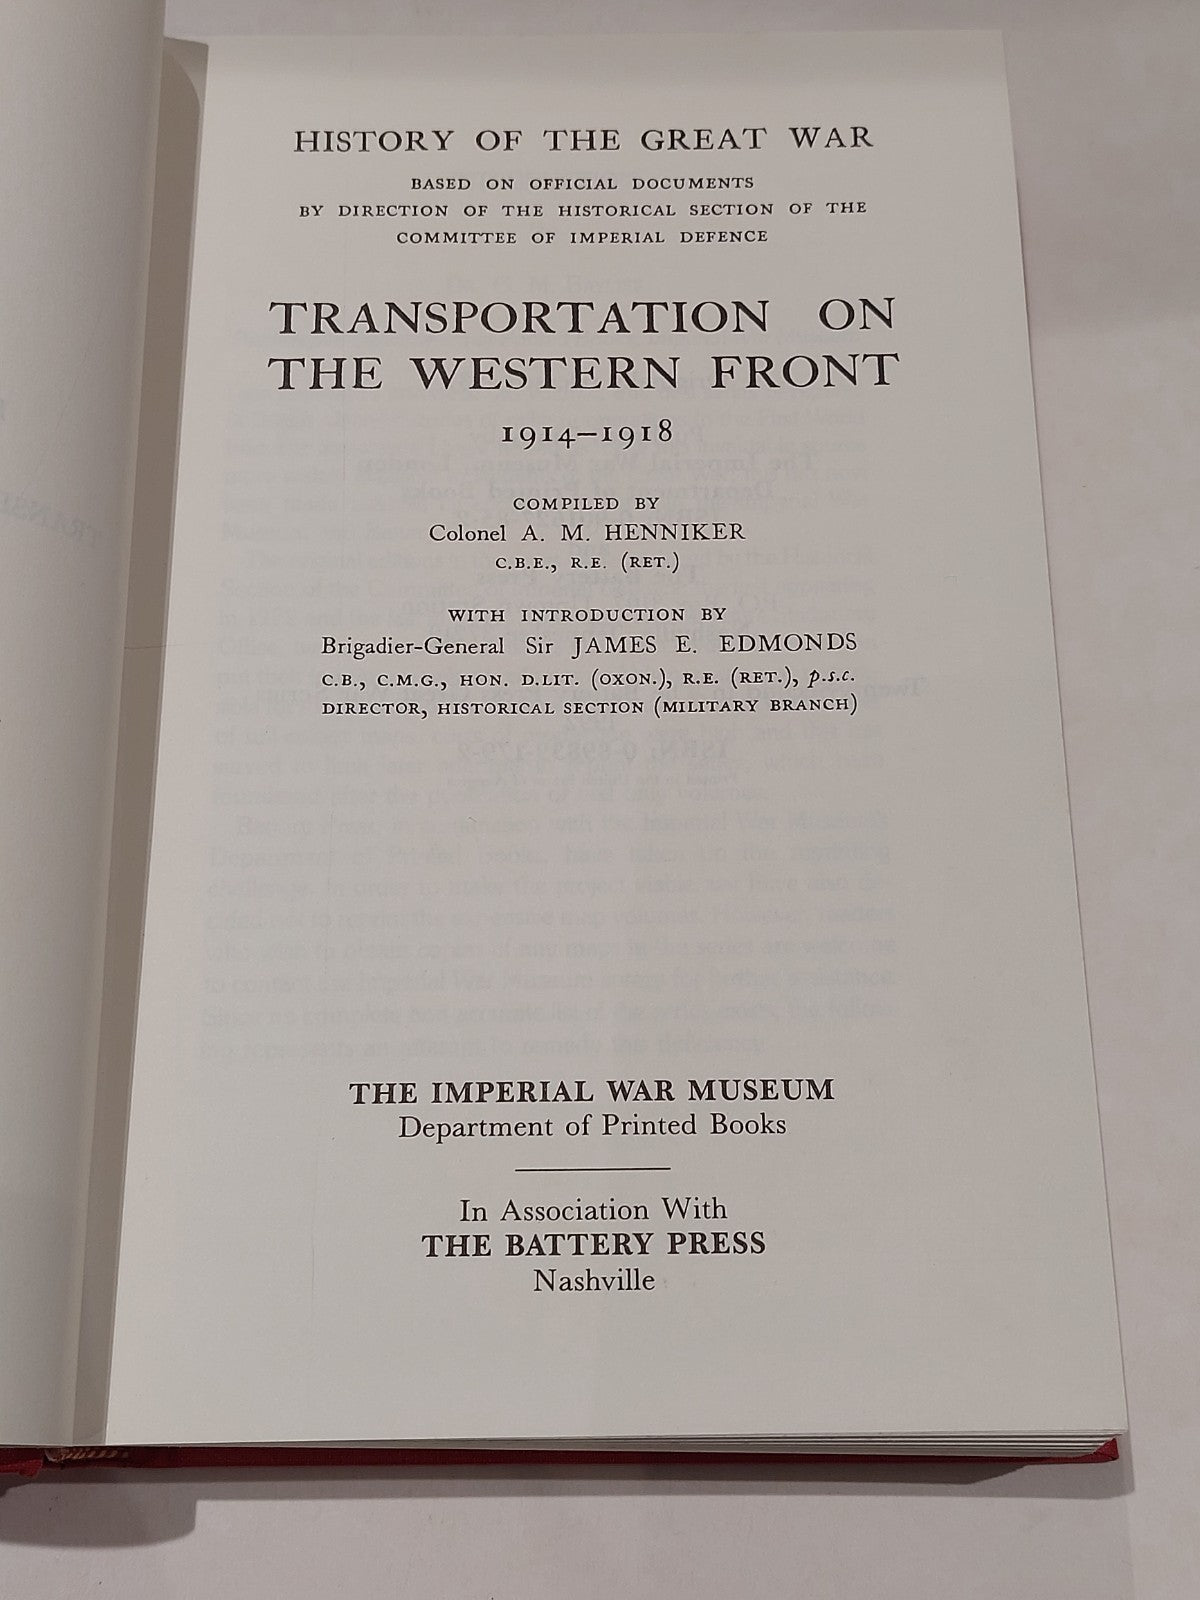 HISTORY OF THE GREAT WAR
BASED ON OFFICIAL DOCUMENTS
BY DIRECTION OF THE HISTORICAL SECTION OF THE
COMMITTEE OF IMPERIAL DEFENCE
TRANSPORTATION ON
THE WESTERN FRONT
1914–1918
COMPILED BY
Colonel A. M. HENNIKER
C.B.E., R.E. (RET.)
WITH INTRODUCTION BY
Brigadier-General Sir JAMES E. EDMONDS
C.B., C.M.G., HON. D.LIT. (OXON.), R.E. (RET.), p.s.c.
DIRECTOR, HISTORICAL SECTION (MILITARY BRANCH)
THE IMPERIAL WAR MUSEUM
Department of Printed Books
In Association With
THE BATTERY PRESS
Nashville